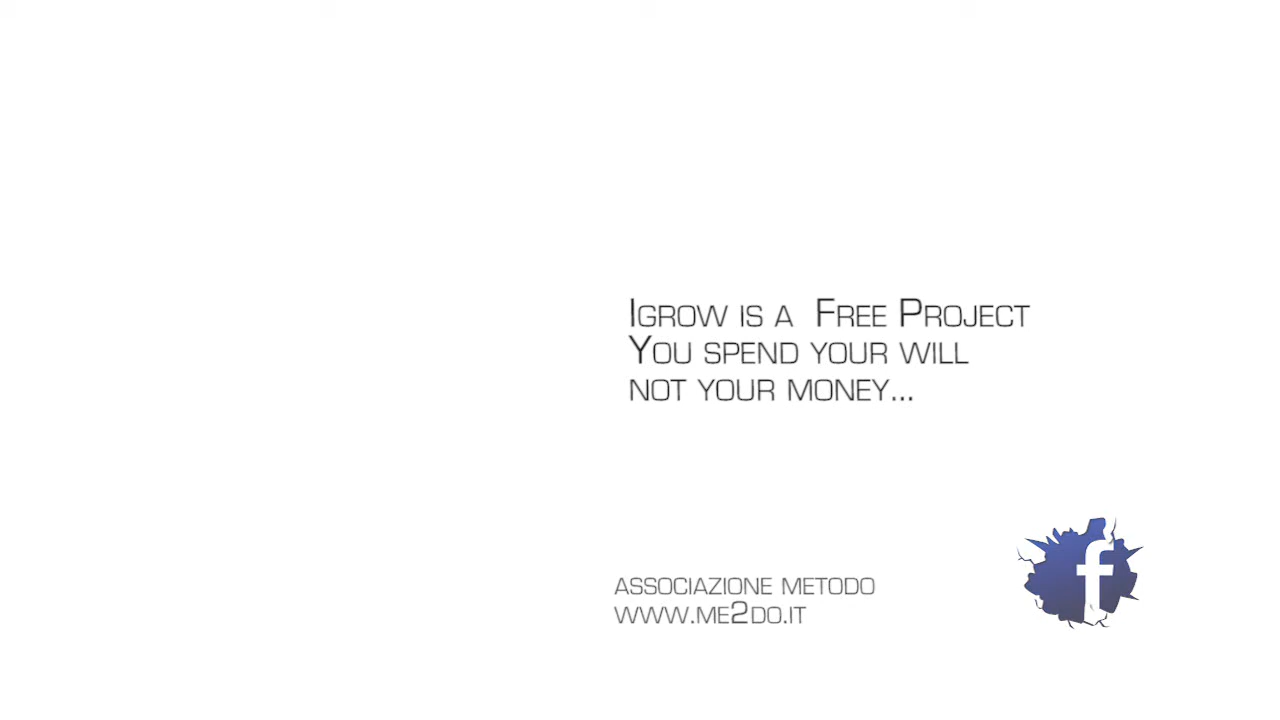 Igrow is a Free Project
You spend your will
not your money...
associazione metodo
www.me2do.it
f